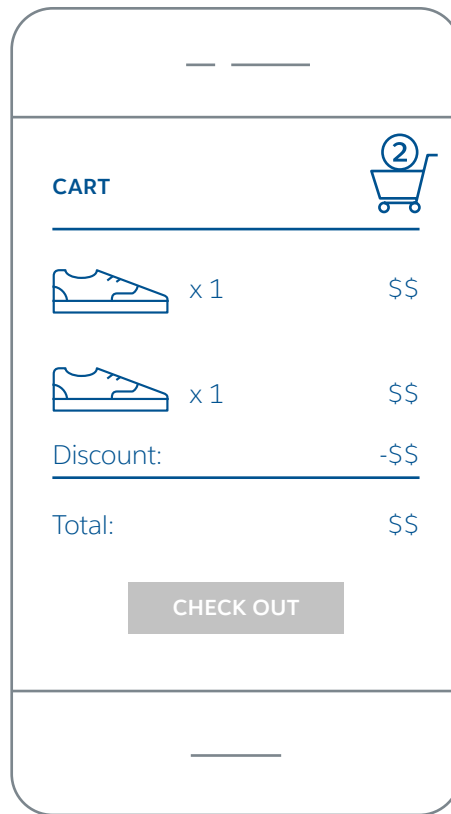 2
CART
x 1 $$
x 1 $$
Discount: -$$
Total: $$
CHECK OUT